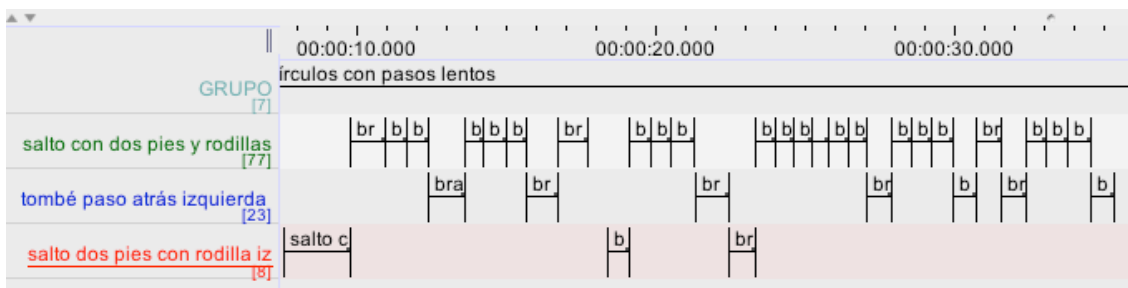 00:00:10.000 00:00:20.000 00:00:30.000
GRUPO írculos con pasos lentos
[7]
salto con dos pies y rodillas br b b b b b br b b b b b b b b b b b br b b b
[77]
tombé paso atrás izquierda bra br br br b br b
[23]
salto dos pies con rodilla iz salto c b br
[8]